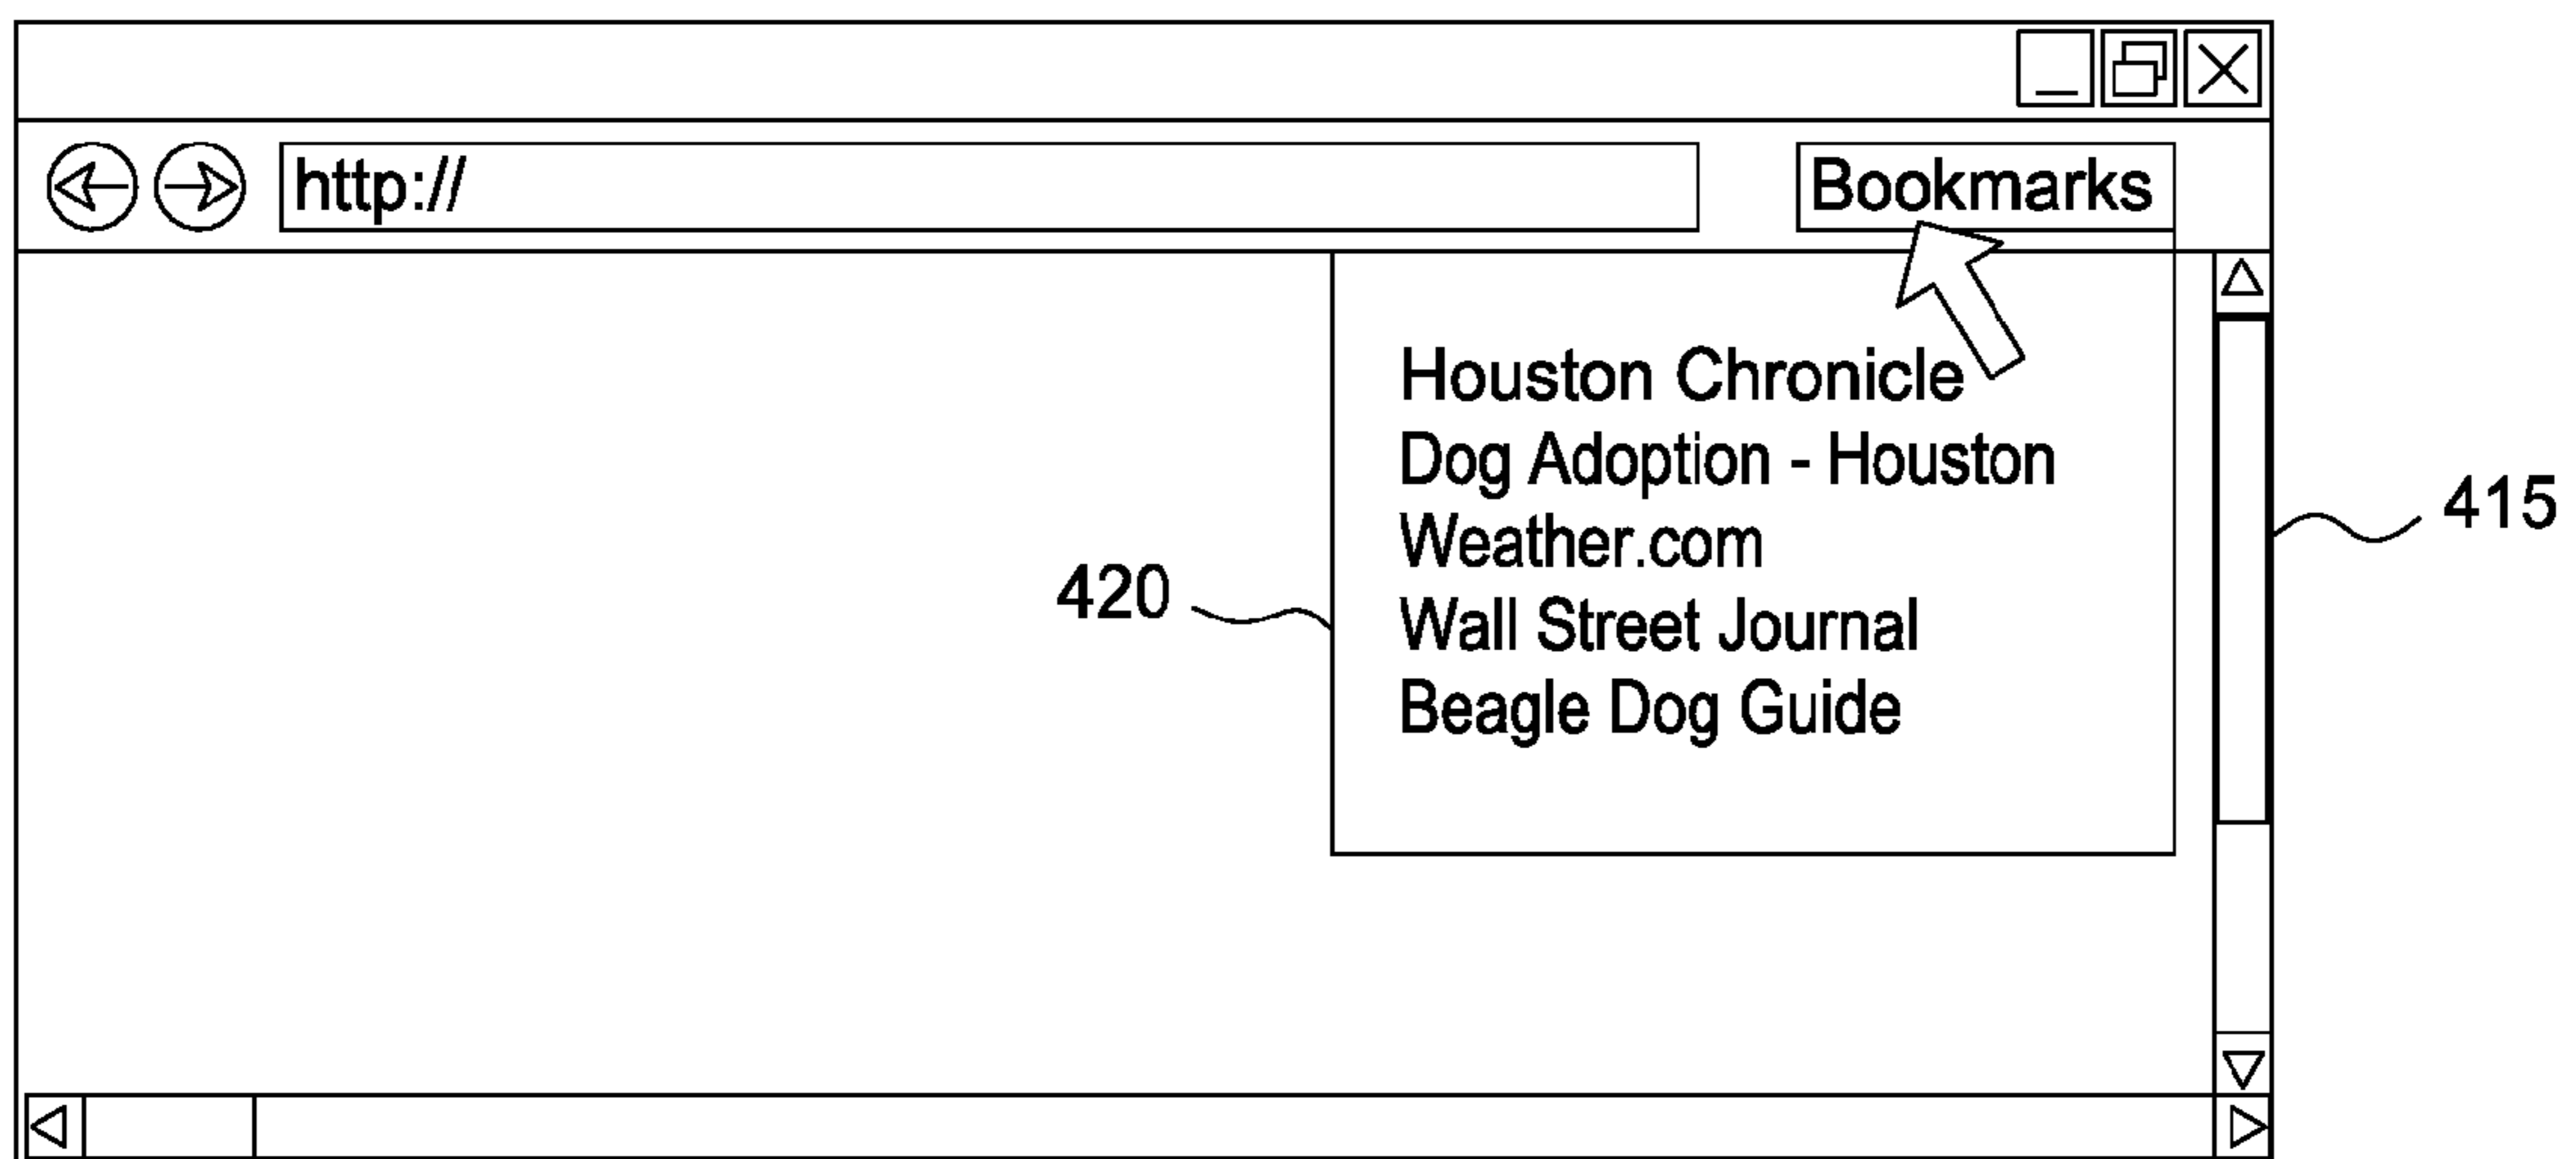 http://
Bookmarks
Houston Chronicle
Dog Adoption - Houston
415
Weather.com
420
Wall Street Journal
Beagle Dog Guide